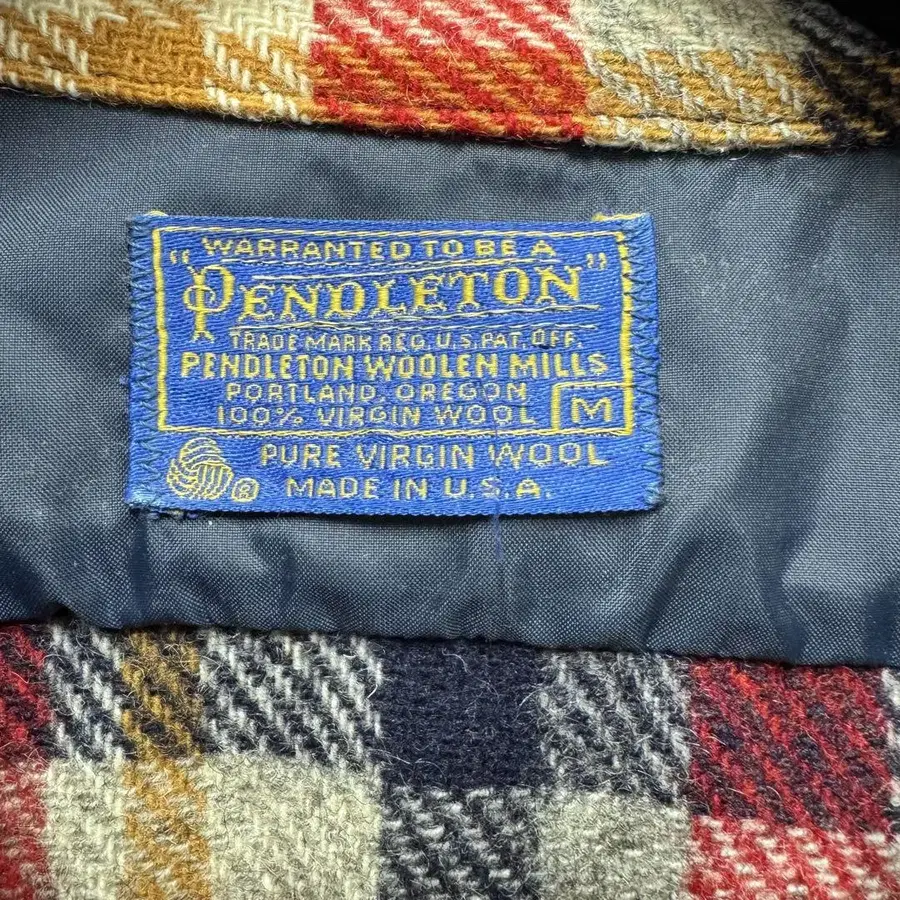 WARRANTED TO BE A
"PENDLETON"
TRADE MARK REG. U.S. PAT. OFF.
PENDLETON WOOLEN MILLS
PORTLAND, OREGON
100% VIRGIN WOOL M
PURE VIRGIN WOOL
® MADE IN U.S.A.